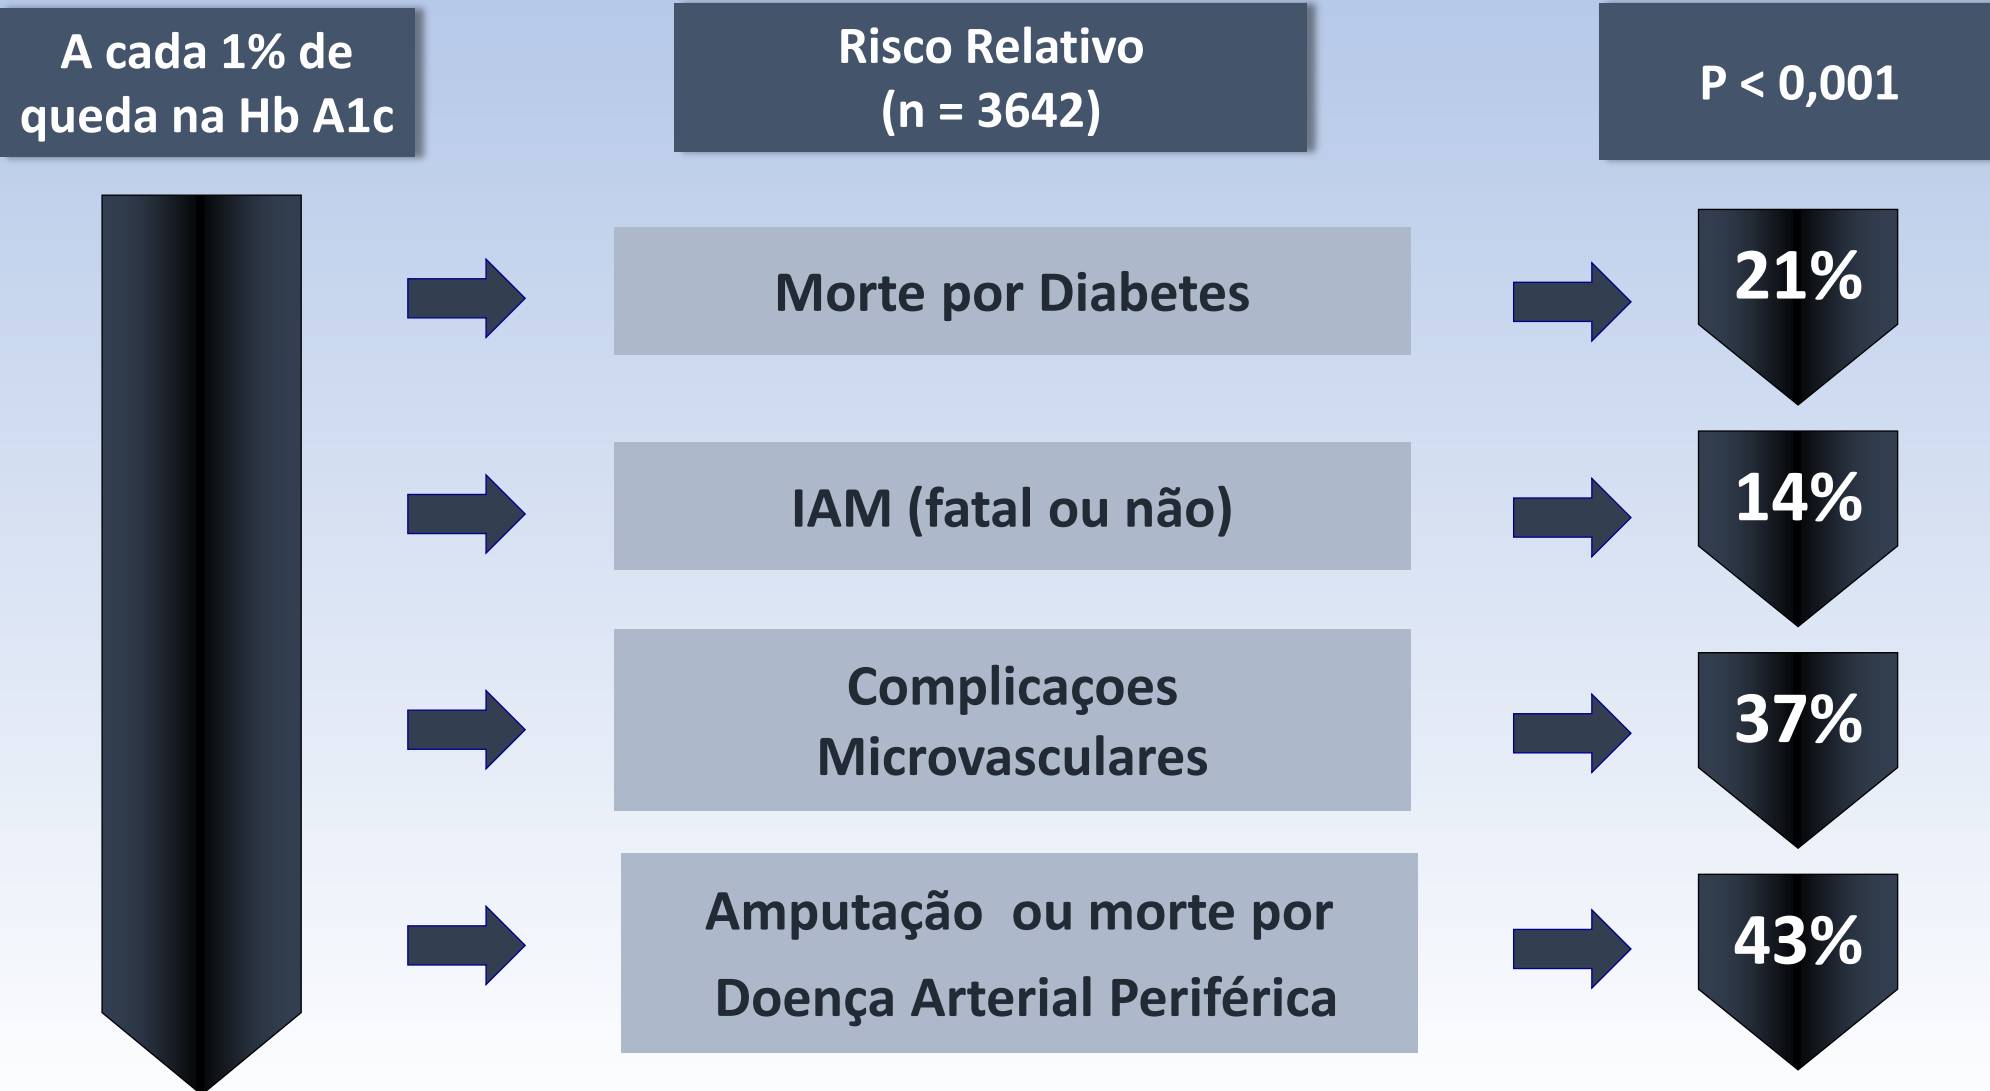 A cada 1% de
queda na Hb A1c
Risco Relativo
(n = 3642)
P < 0,001
Morte por Diabetes
21%
IAM (fatal ou não)
14%
Complicaçoes
Microvasculares
37%
Amputação  ou morte por
Doença Arterial Periférica
43%